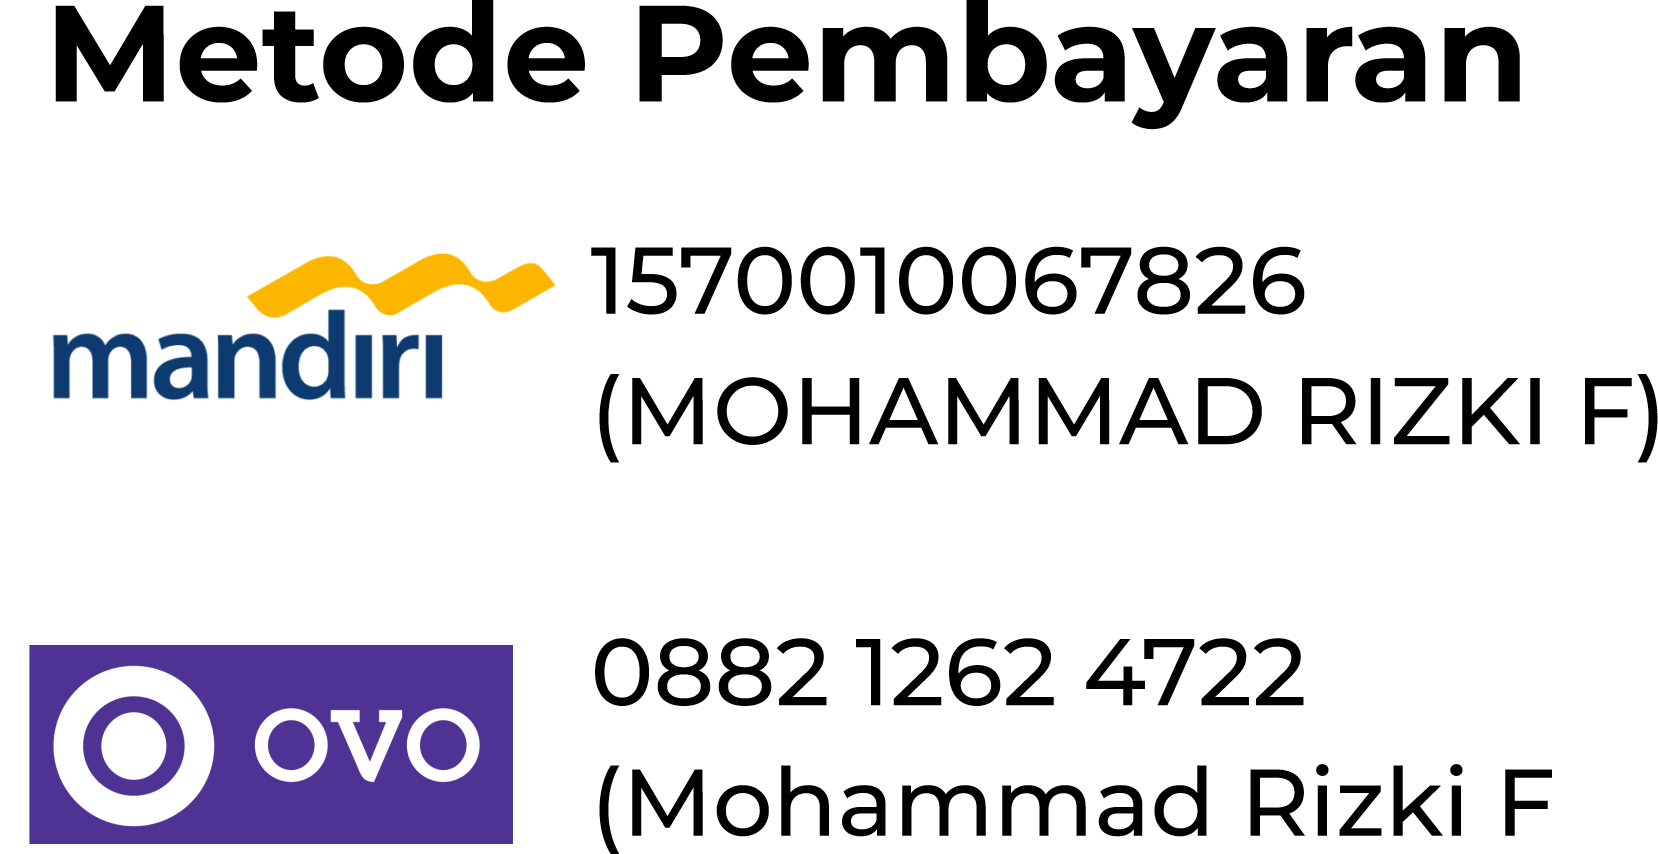 Metode Pembayaran
mandiri
1570010067826
(MOHAMMAD RIZKI F)
OVO
0882 1262 4722
(Mohammad Rizki F